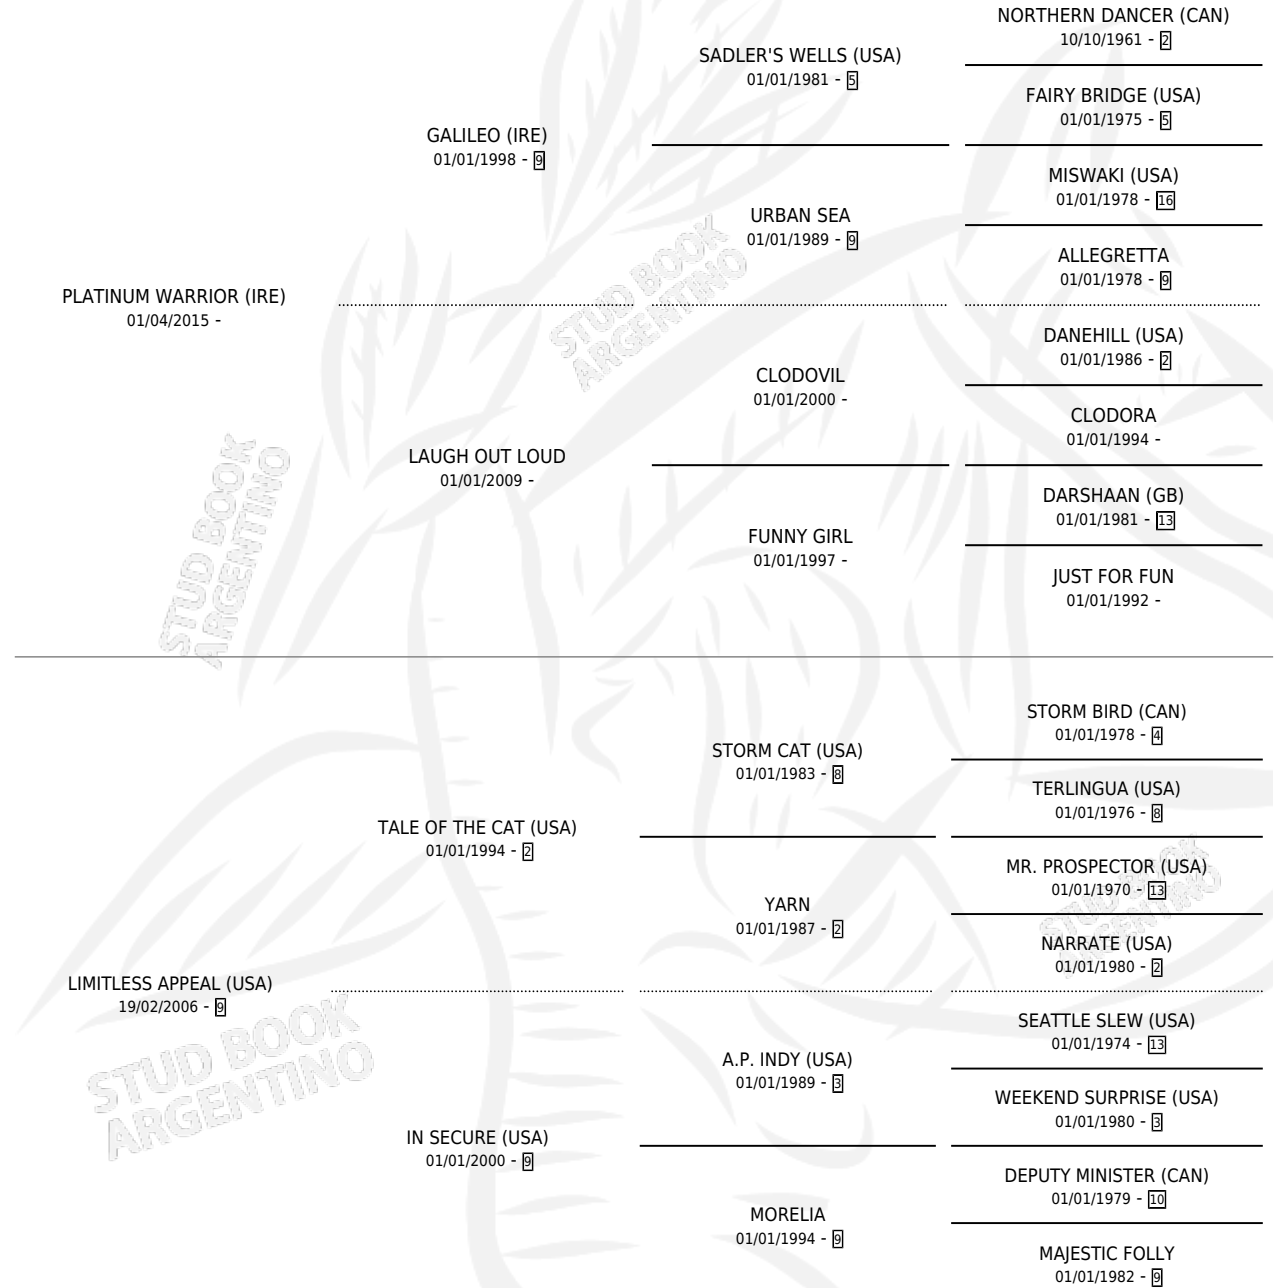 NORTHERN DANCER (CAN)
10/10/1961 - 2
SADLER'S WELLS (USA)
01/01/1981 - 5
FAIRY BRIDGE (USA)
01/01/1975 - 5
GALILEO (IRE)
01/01/1998 - 9
MISWAKI (USA)
01/01/1978 - 16
URBAN SEA
01/01/1989 - 9
ALLEGRETTA
01/01/1978 - 9
PLATINUM WARRIOR (IRE)
01/04/2015 -
DANEHILL (USA)
01/01/1986 - 2
CLODOVIL
01/01/2000 -
CLODORA
01/01/1994 -
LAUGH OUT LOUD
01/01/2009 -
DARSHAAN (GB)
01/01/1981 - 13
FUNNY GIRL
01/01/1997 -
JUST FOR FUN
01/01/1992 -
STORM BIRD (CAN)
01/01/1978 - 4
STORM CAT (USA)
01/01/1983 - 8
TERLINGUA (USA)
01/01/1976 - 8
TALE OF THE CAT (USA)
01/01/1994 - 2
MR. PROSPECTOR (USA)
01/01/1970 - 13
YARN
01/01/1987 - 2
NARRATE (USA)
01/01/1980 - 2
LIMITLESS APPEAL (USA)
19/02/2006 - 9
SEATTLE SLEW (USA)
01/01/1974 - 13
A.P. INDY (USA)
01/01/1989 - 3
WEEKEND SURPRISE (USA)
01/01/1980 - 3
IN SECURE (USA)
01/01/2000 - 9
DEPUTY MINISTER (CAN)
01/01/1979 - 10
MORELIA
01/01/1994 - 9
MAJESTIC FOLLY
01/01/1982 - 9
STUD BOOK
ARGENTINO
STUD BOOK
ARGENTINO
STUD BOOK
ARGENTINO
STUD BOOK
ARGENTINO